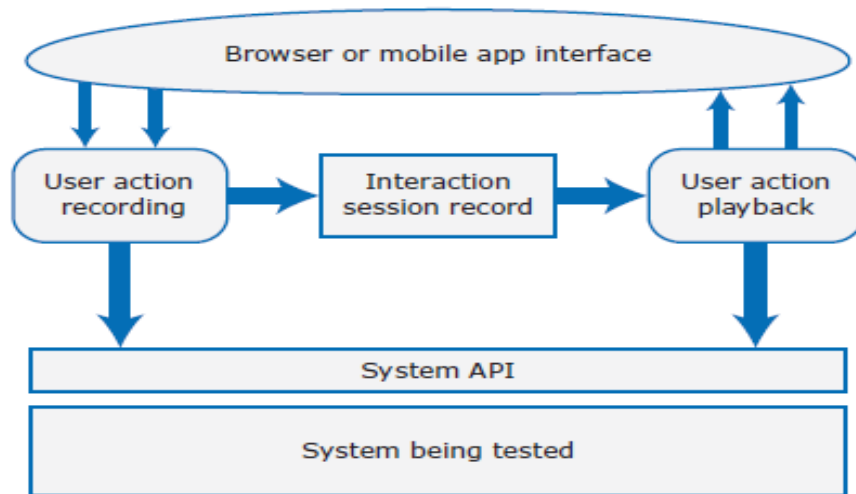 Browser or mobile app interface
User action
recording
Interaction
session record
User action
playback
System API
System being tested